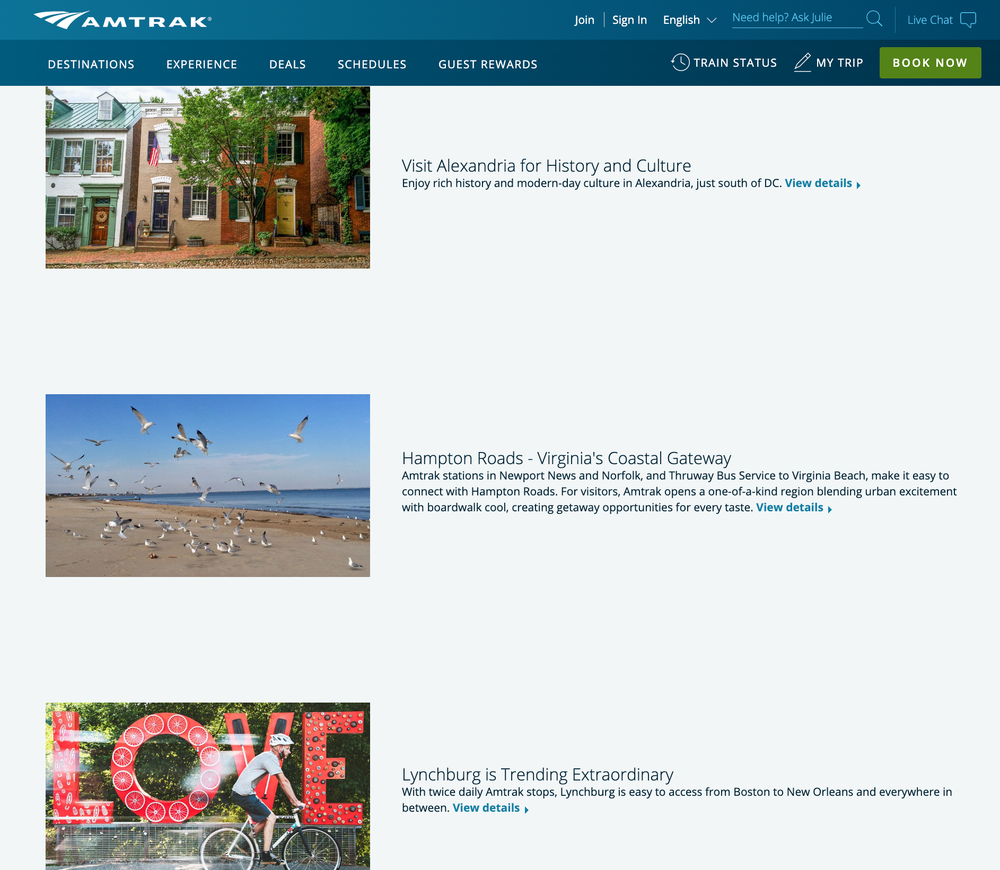 AMTRAK®
Join
Sign In
English
Need help? Ask Julie
Live Chat
DESTINATIONS
EXPERIENCE
DEALS
SCHEDULES
GUEST REWARDS
TRAIN STATUS
MY TRIP
BOOK NOW
Visit Alexandria for History and Culture
Enjoy rich history and modern-day culture in Alexandria, just south of DC. View details
Hampton Roads - Virginia's Coastal Gateway
Amtrak stations in Newport News and Norfolk, and Thruway Bus Service to Virginia Beach, make it easy to
connect with Hampton Roads. For visitors, Amtrak opens a one-of-a-kind region blending urban excitement
with boardwalk cool, creating getaway opportunities for every taste. View details
LOVE
Lynchburg is Trending Extraordinary
With twice daily Amtrak stops, Lynchburg is easy to access from Boston to New Orleans and everywhere in
between. View details